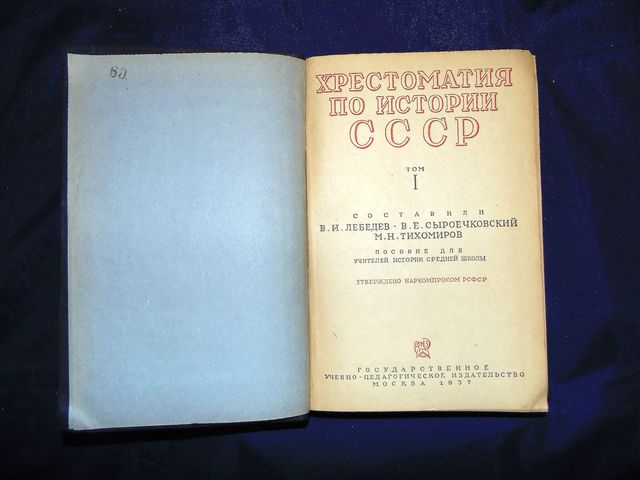 60
ХРЕСТОМАТИЯ
ПО ИСТОРИИ
СССР
ТОМ
I
СОСТАВИЛИ
В.И. ЛЕБЕДЕВ · В.Е. СЫРОЕЧКОВСКИЙ
М.Н. ТИХОМИРОВ
ПОСОБИЕ ДЛЯ
УЧИТЕЛЕЙ ИСТОРИИ СРЕДНЕЙ ШКОЛЫ
УТВЕРЖДЕНО НАРКОМПРОСОМ РСФСР
ГОСУДАРСТВЕННОЕ
УЧЕБНО-ПЕДАГОГИЧЕСКОЕ ИЗДАТЕЛЬСТВО
МОСКВА 1937